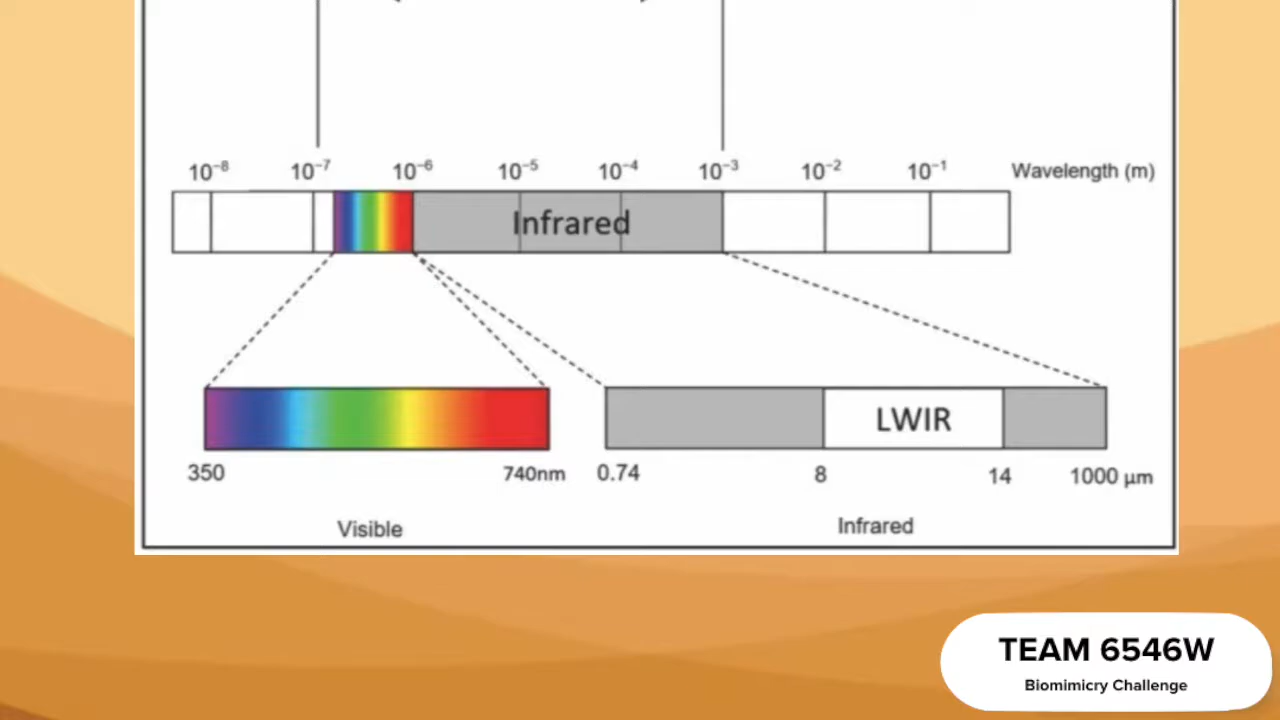 10⁻⁸ 10⁻⁷ 10⁻⁶ 10⁻⁵ 10⁻⁴ 10⁻³ 10⁻² 10⁻¹ Wavelength (m)
Infrared
LWIR
350 740nm 0.74 8 14 1000 μm
Visible Infrared
TEAM 6546W
Biomimicry Challenge